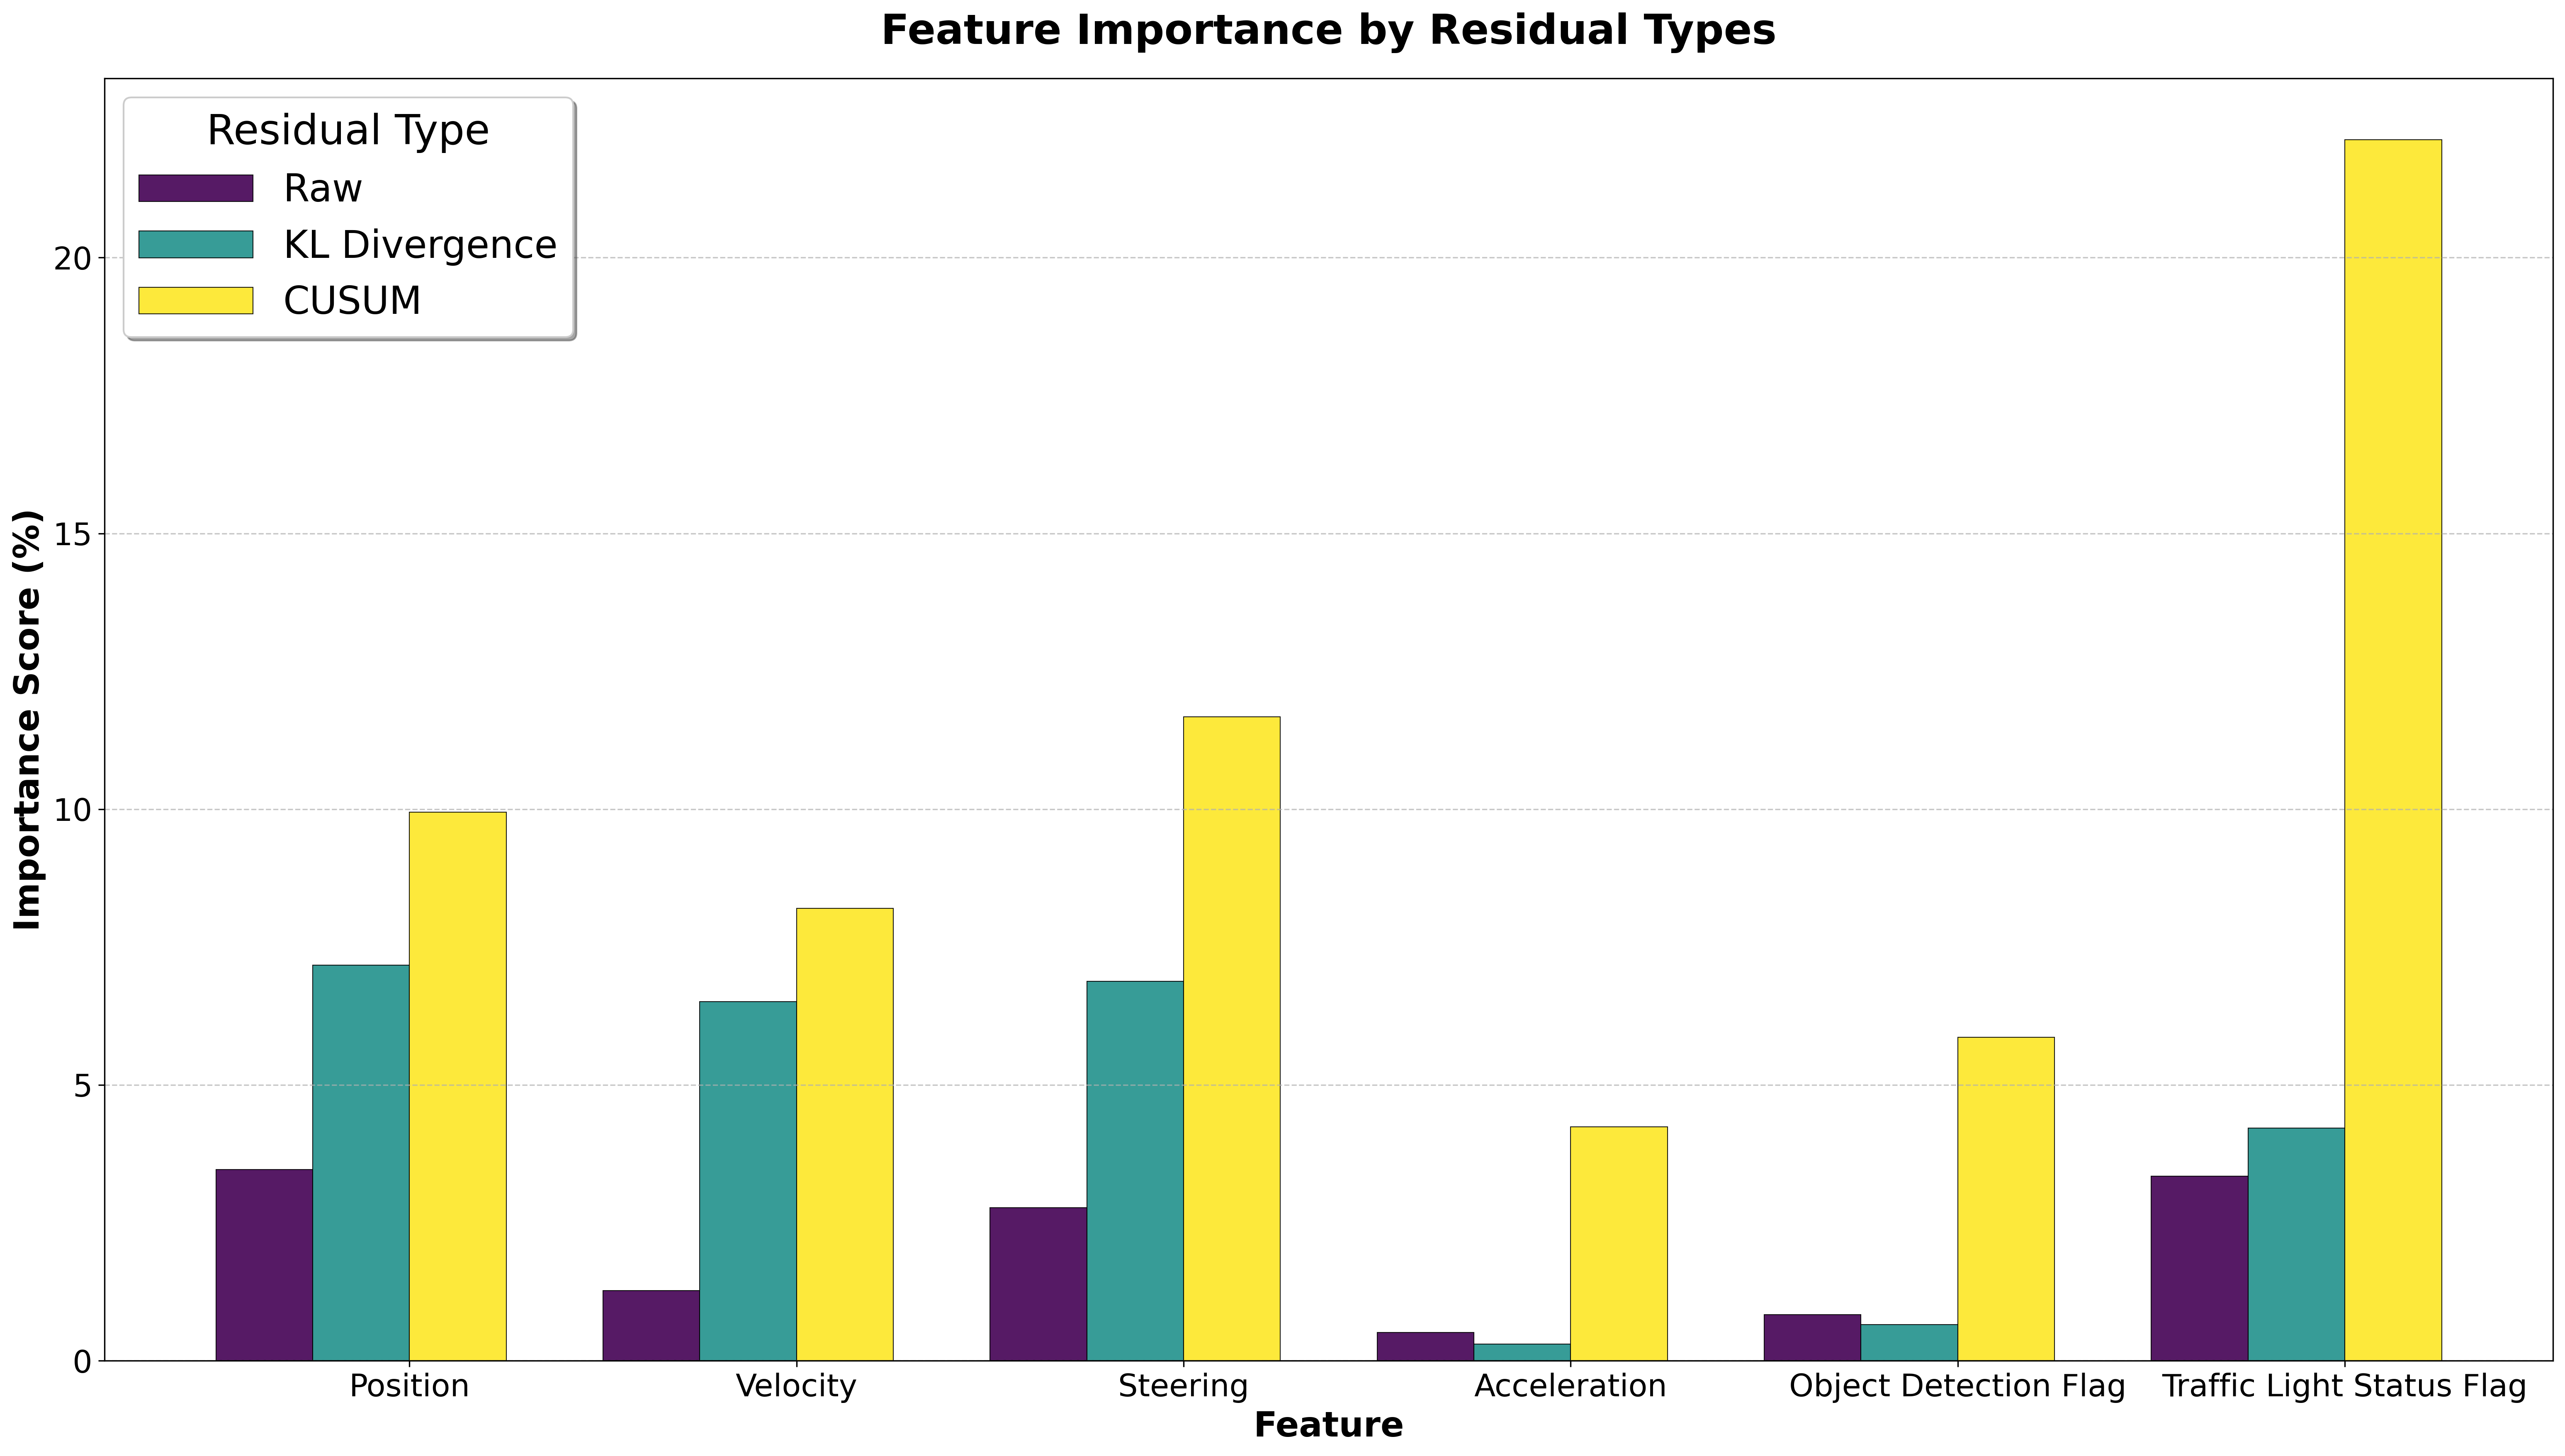 Feature Importance by Residual Types
Residual Type
Raw
KL Divergence
CUSUM
Importance Score (%)
20
15
10
5
0
Position
Velocity
Steering
Acceleration
Object Detection Flag
Traffic Light Status Flag
Feature